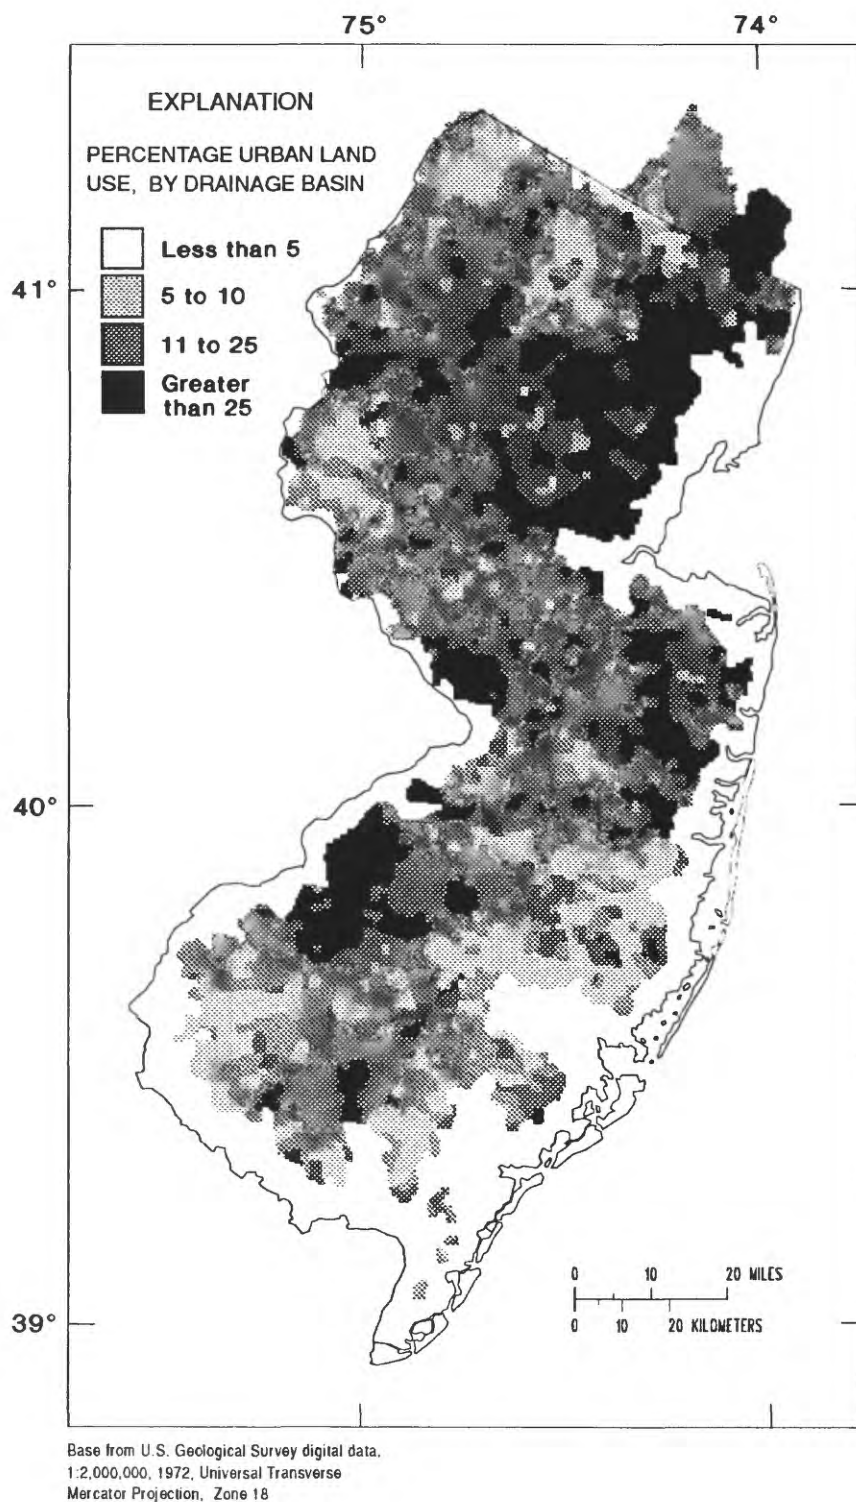 75° 74°
EXPLANATION
PERCENTAGE URBAN LAND
USE, BY DRAINAGE BASIN
Less than 5
41°
5 to 10
11 to 25
Greater
than 25
40°
0 10 20 MILES
0 10 20 KILOMETERS
39°
Base from U.S. Geological Survey digital data,
1:2,000,000, 1972, Universal Transverse
Mercator Projection, Zone 18